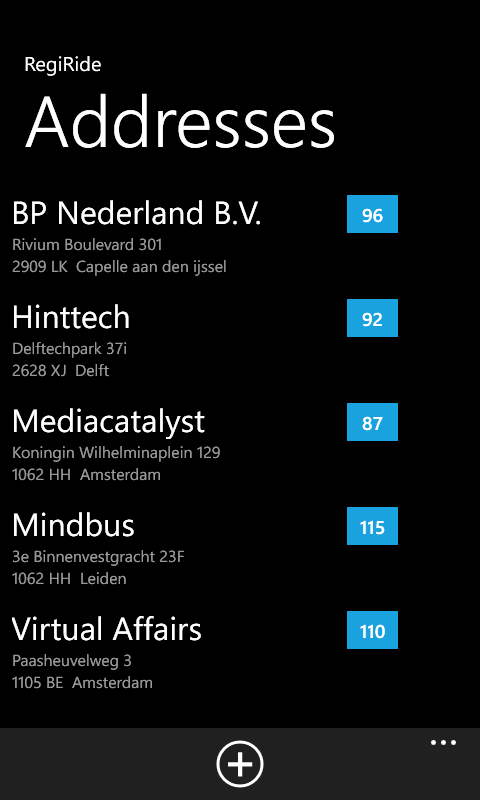 RegiRide
Addresses
BP Nederland B.V.
96
Rivium Boulevard 301
2909 LK  Capelle aan den ijssel
Hinttech
92
Delftechpark 37i
2628 XJ  Delft
Mediacatalyst
87
Koningin Wilhelminaplein 129
1062 HH  Amsterdam
Mindbus
115
3e Binnenvestgracht 23F
1062 HH  Leiden
Virtual Affairs
110
Paasheuvelweg 3
1105 BE  Amsterdam